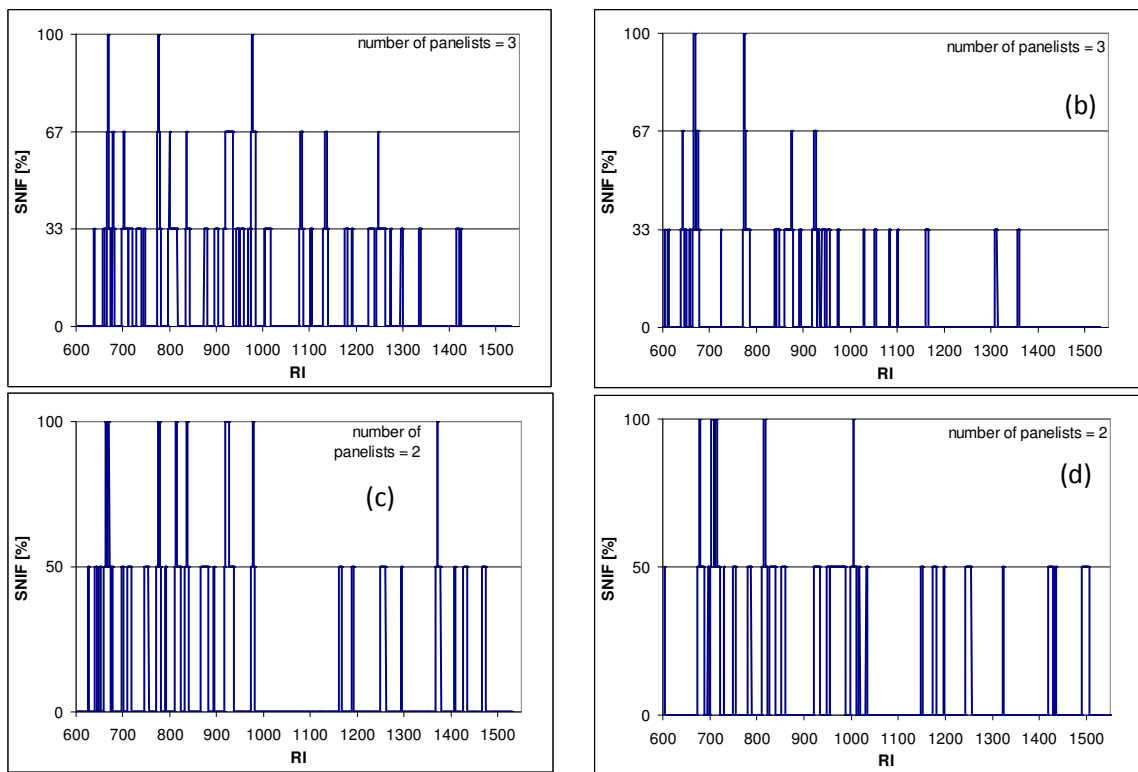 100
67
33
0
SNIF [%]
number of panelists = 3
600 700 800 900 1000 1100 1200 1300 1400 1500
RI
100
67
33
0
SNIF [%]
number of panelists = 3
(b)
600 700 800 900 1000 1100 1200 1300 1400 1500
RI
100
50
0
SNIF [%]
number of
panelists = 2
(c)
600 700 800 900 1000 1100 1200 1300 1400 1500
RI
100
50
0
SNIF [%]
number of panelists = 2
(d)
600 700 800 900 1000 1100 1200 1300 1400 1500
RI